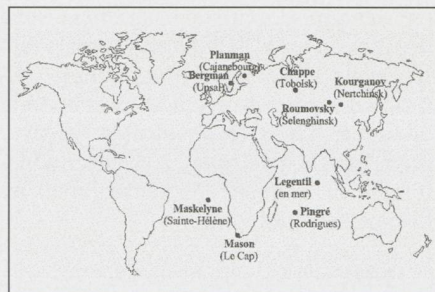 Planman
(Cajanebourg)
Bergman
(Upsal)
Chappe
(Tobolsk)
Kourganov
(Nertchinsk)
Roumovsky
(Selenghinsk)
Legentil
(en mer)
Maskelyne
(Sainte-Hélène)
Pingré
(Rodrigues)
Mason
(Le Cap)